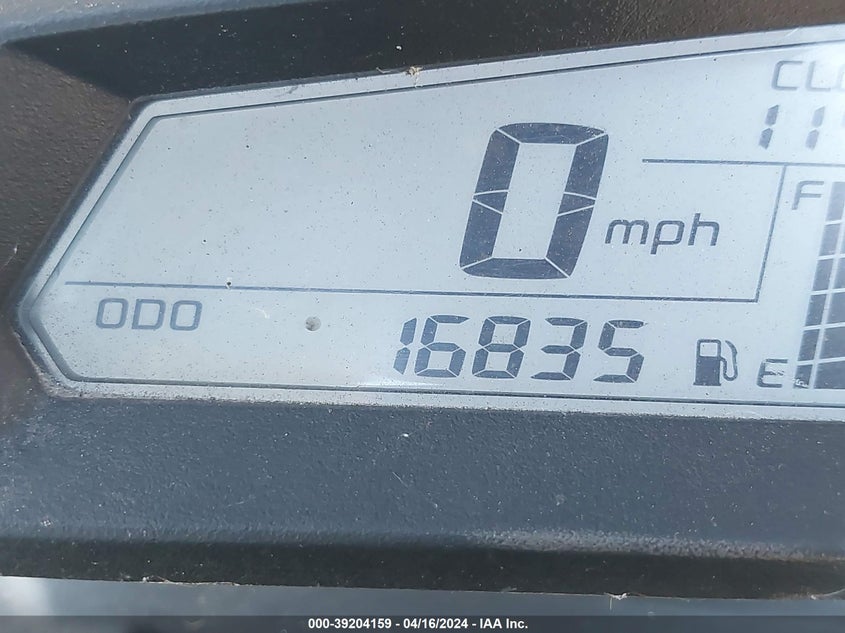 0 mph
F
ODO 16835 E
000-39204159 / 04/16/2024 - IAA Inc.